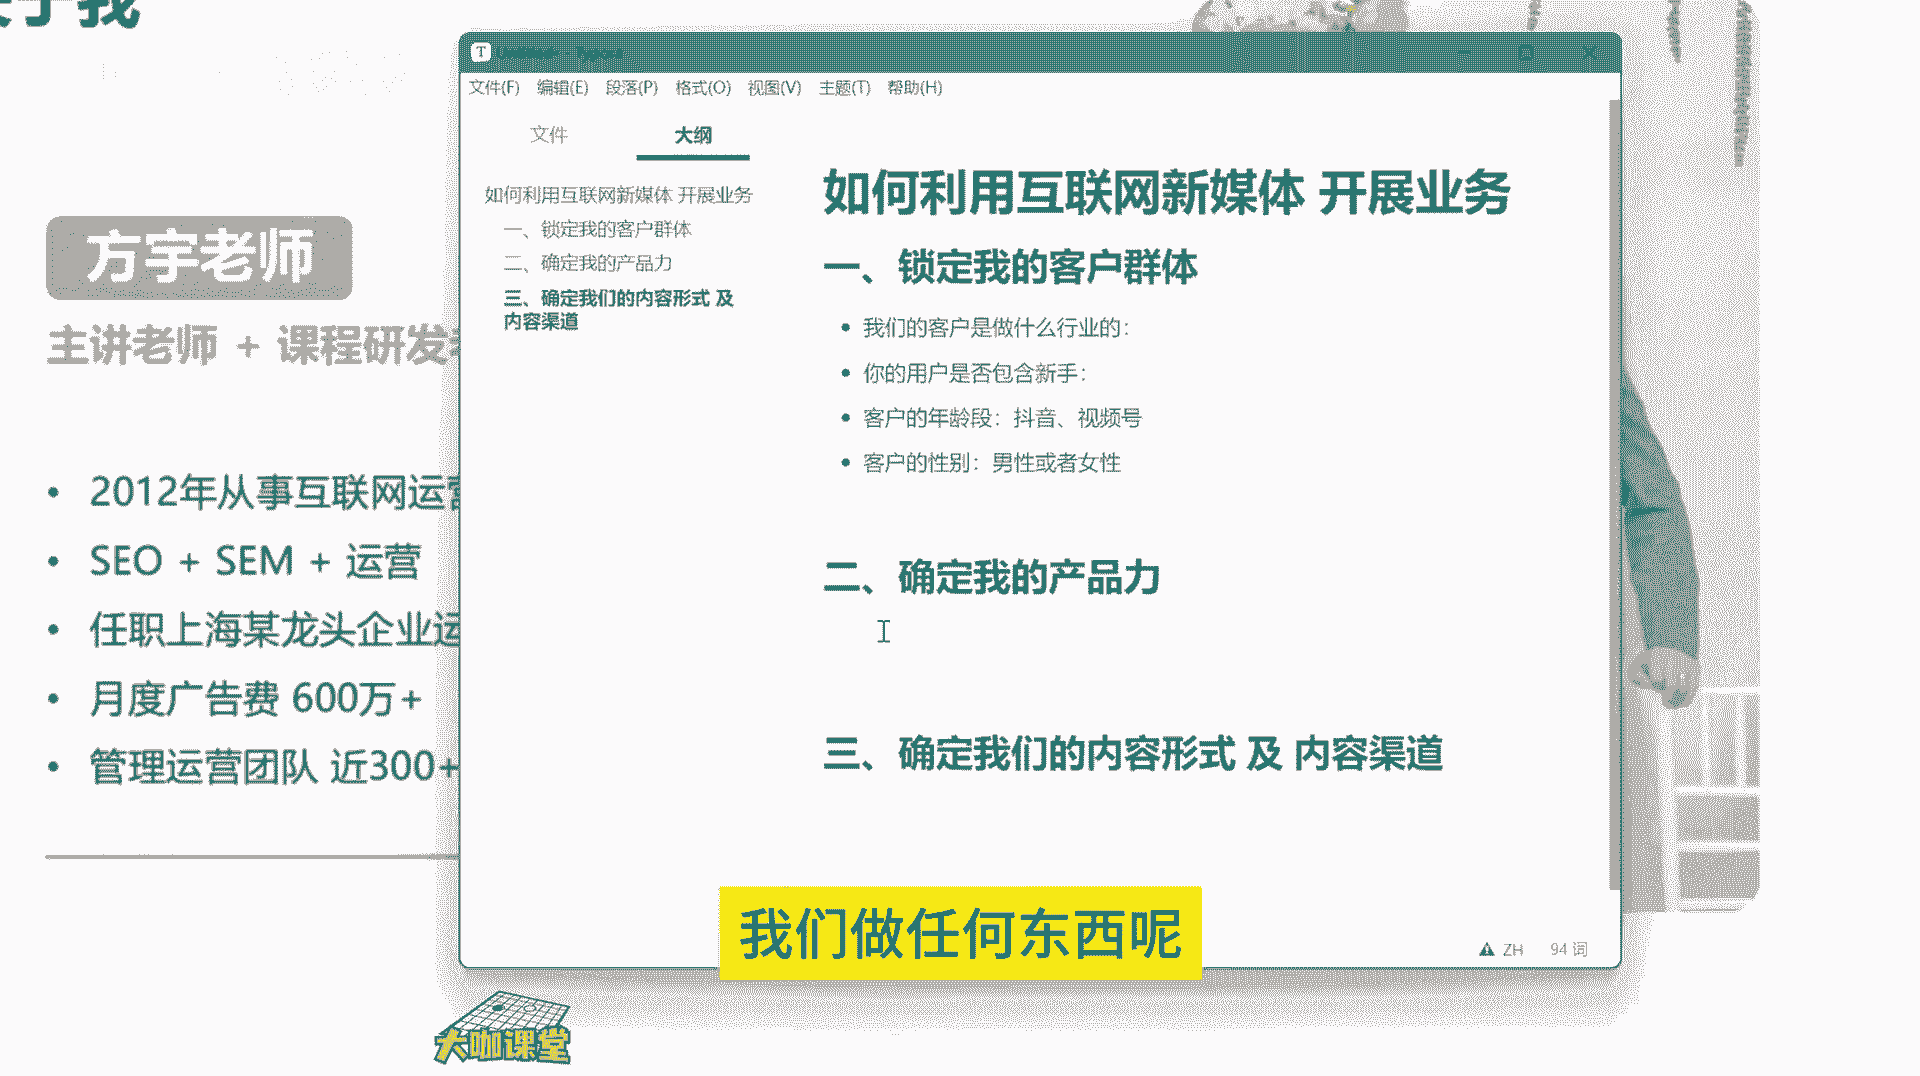 于我
方宇老师
主讲老师 + 课程研发
2012年从事互联网运营
SEO + SEM + 运营
任职上海某龙头企业运
月度广告费 600万+
管理运营团队 近300+
T
文件(F) 编辑(E) 段落(P) 格式(O) 视图(V) 主题(T) 帮助(H)
文件 大纲
如何利用互联网新媒体 开展业务
一、锁定我的客户群体
二、确定我的产品力
三、确定我们的内容形式 及
内容渠道
如何利用互联网新媒体 开展业务
一、锁定我的客户群体
我们的客户是做什么行业的：
你的用户是否包含新手：
客户的年龄段：抖音、视频号
客户的性别：男性或者女性
二、确定我的产品力
三、确定我们的内容形式 及 内容渠道
ZH 94 词
我们做任何东西呢
大咖课堂